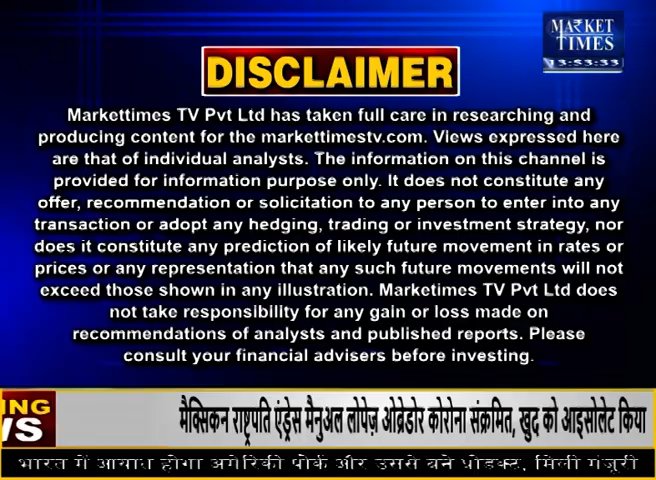 MARKET
TIMES
13:53:33
DISCLAIMER
Markettimes TV Pvt Ltd has taken full care in researching and
producing content for the markettimestv.com. Views expressed here
are that of individual analysts. The information on this channel is
provided for information purpose only. It does not constitute any
offer, recommendation or solicitation to any person to enter into any
transaction or adopt any hedging, trading or investment strategy, nor
does it constitute any prediction of likely future movement in rates or
prices or any representation that any such future movements will not
exceed those shown in any illustration. Marketimes TV Pvt Ltd does
not take responsibility for any gain or loss made on
recommendations of analysts and published reports. Please
consult your financial advisers before investing.
ING
WS
मैक्सिकन राष्ट्रपति एंड्रेस मैनुअल लोपेज़ ओब्रेडोर कोरोना संक्रमित, खुद को आइसोलेट किया
भारत में आयात होगा अमेरिकी पोर्क और उससे बने प्रोडक्ट, मिली मंजूरी